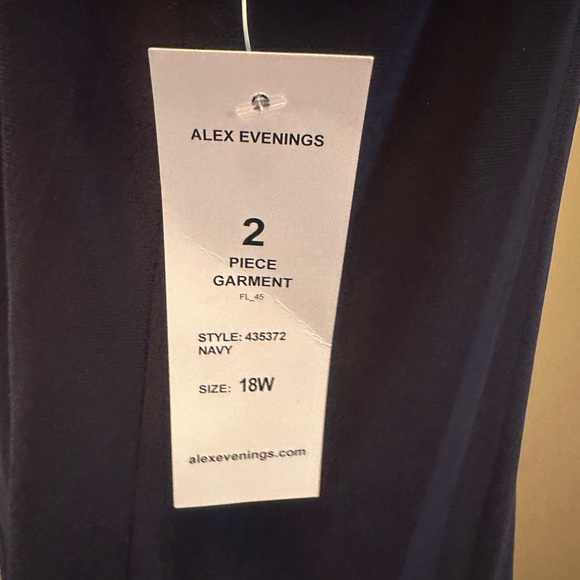 ALEX EVENINGS
2
PIECE
GARMENT
FL_45
STYLE: 435372
NAVY
SIZE: 18W
alexevenings.com